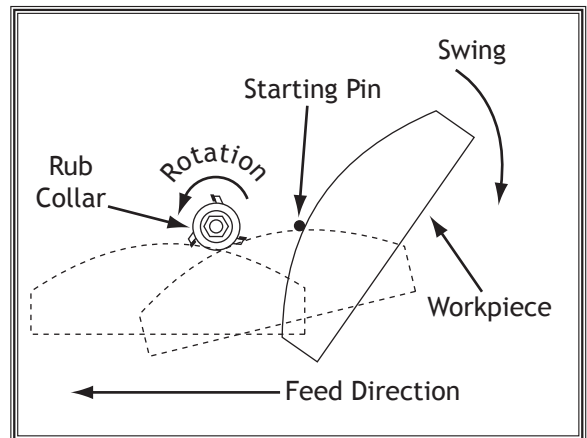 Swing
Starting Pin
Rotation
Rub
Collar
Workpiece
Feed Direction